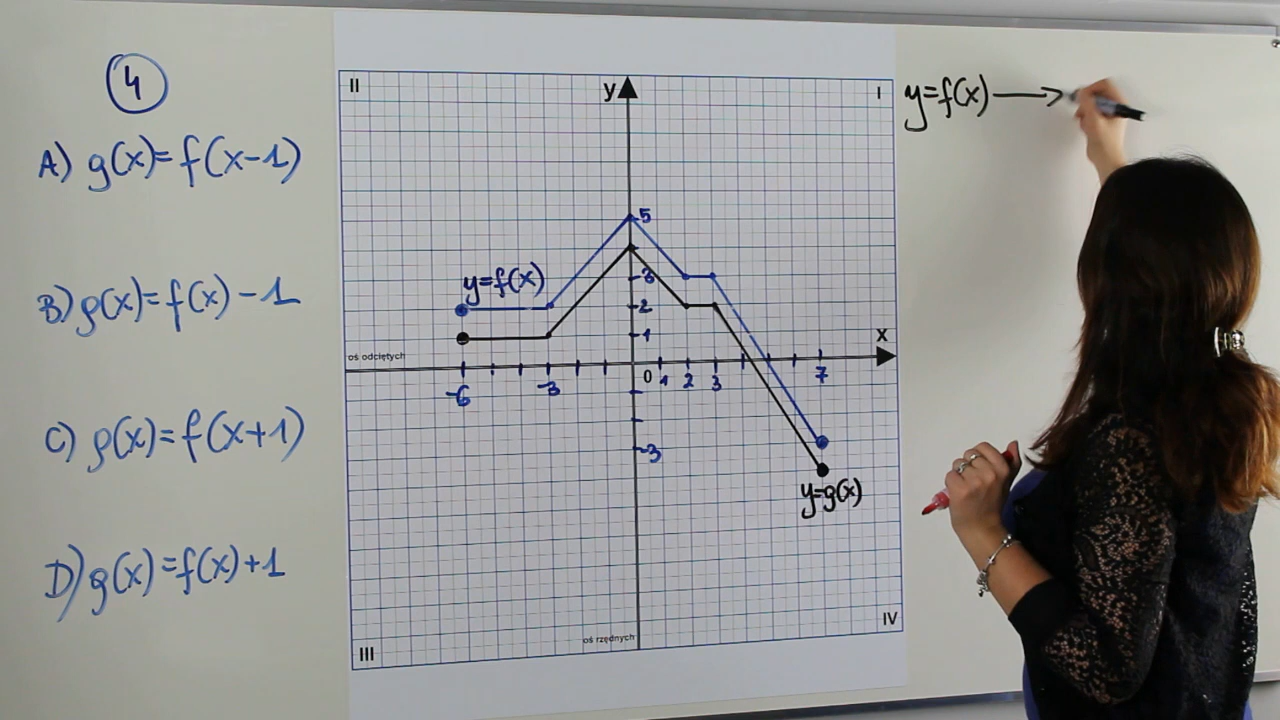 4
A) g(x)=f(x-1)
B) g(x)=f(x)-1
C) g(x)=f(x+1)
D) g(x)=f(x)+1
II
y
I
5
y=f(x)
3
2
1
x
oś odciętych
-6
-3
0 1 2 3
7
-3
y=g(x)
oś rzędnych
III
IV
y=f(x) →